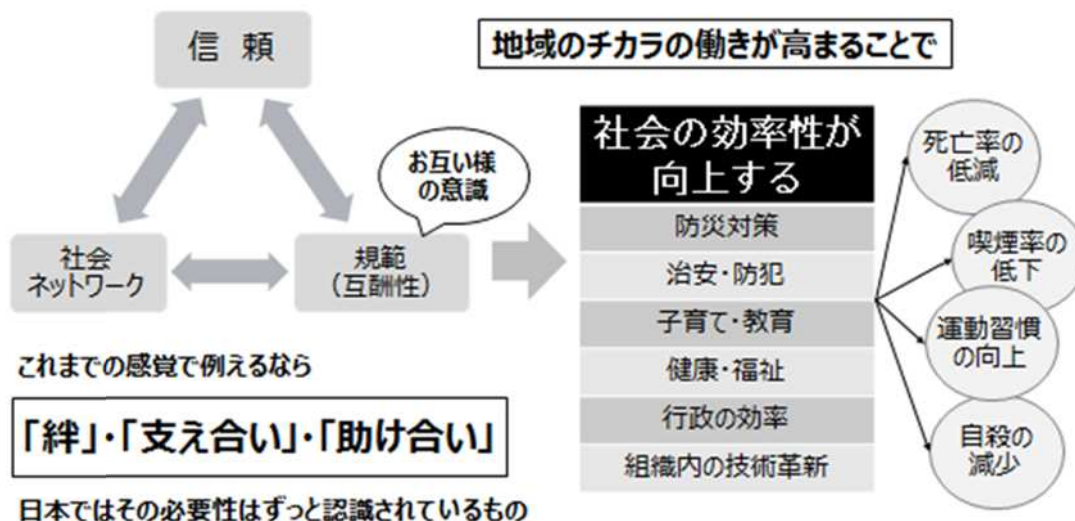 信 頼
社会
ネットワーク
規範
（互酬性）
お互い様
の意識
これまでの感覚で例えるなら
「絆」・「支え合い」・「助け合い」
日本ではその必要性はずっと認識されているもの
地域のチカラの働きが高まることで
社会の効率性が
向上する
防災対策
治安・防犯
子育て・教育
健康・福祉
行政の効率
組織内の技術革新
死亡率の
低減
喫煙率の
低下
運動習慣
の向上
自殺の
減少